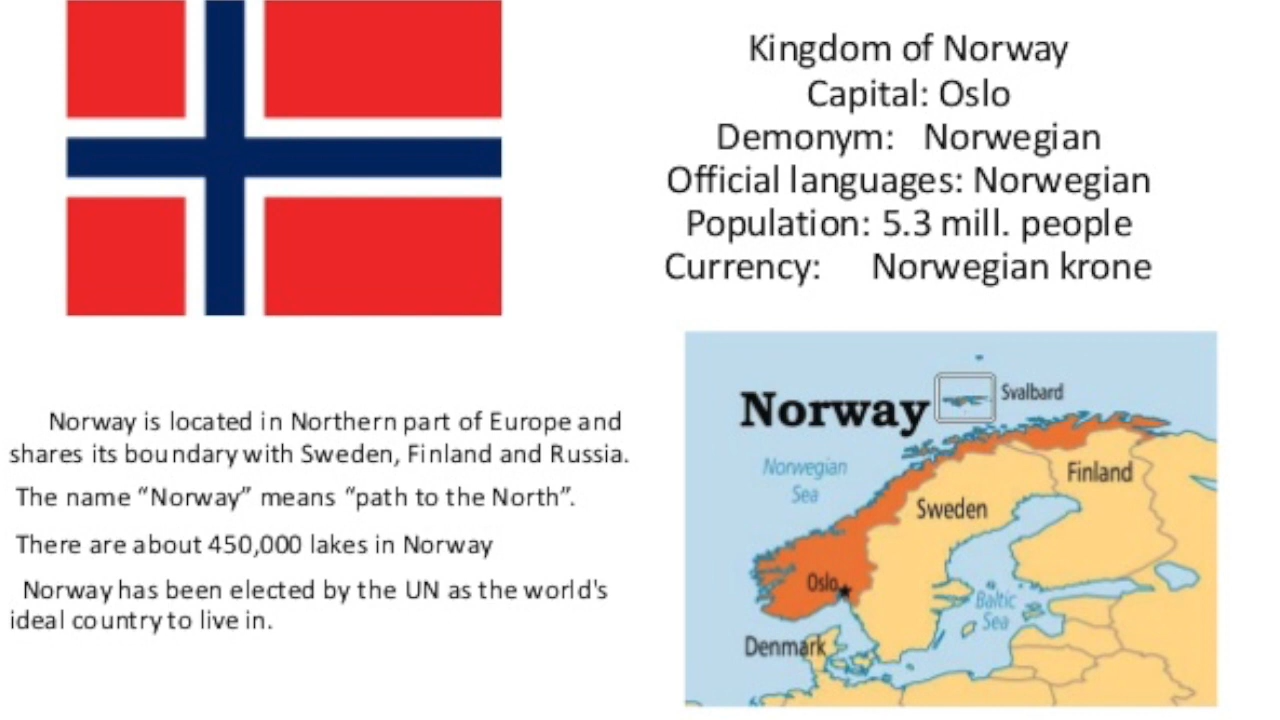 Kingdom of Norway
Capital: Oslo
Demonym: Norwegian
Official languages: Norwegian
Population: 5.3 mill. people
Currency: Norwegian krone
Norway is located in Northern part of Europe and
shares its boundary with Sweden, Finland and Russia.
The name “Norway” means “path to the North”.
There are about 450,000 lakes in Norway
Norway has been elected by the UN as the world's
ideal country to live in.
Norway
Svalbard
Norwegian
Sea
Finland
Sweden
Oslo
Baltic
Sea
Denmark